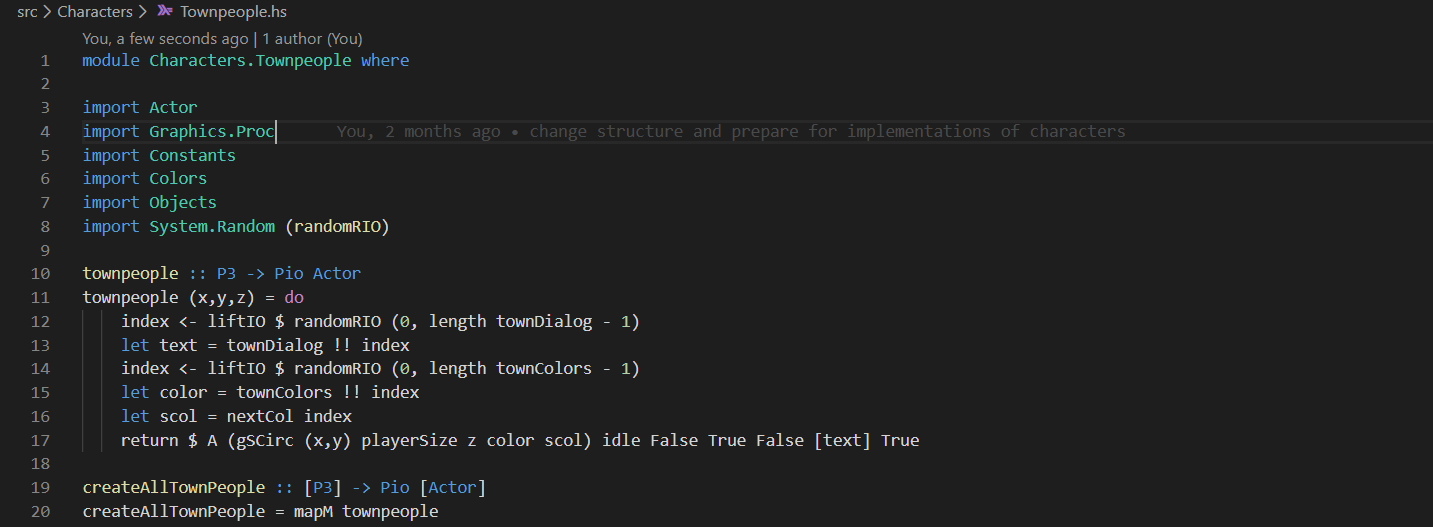 src > Characters > Townpeople.hs
You, a few seconds ago | 1 author (You)
1 module Characters.Townpeople where
2
3 import Actor
4 import Graphics.Proc You, 2 months ago • change structure and prepare for implementations of characters
5 import Constants
6 import Colors
7 import Objects
8 import System.Random (randomRIO)
9
10 townpeople :: P3 -> Pio Actor
11 townpeople (x,y,z) = do
12 index <- liftIO $ randomRIO (0, length townDialog - 1)
13 let text = townDialog !! index
14 index <- liftIO $ randomRIO (0, length townColors - 1)
15 let color = townColors !! index
16 let scol = nextCol index
17 return $ A (gSCirc (x,y) playerSize z color scol) idle False True False [text] True
18
19 createAllTownPeople :: [P3] -> Pio [Actor]
20 createAllTownPeople = mapM townpeople